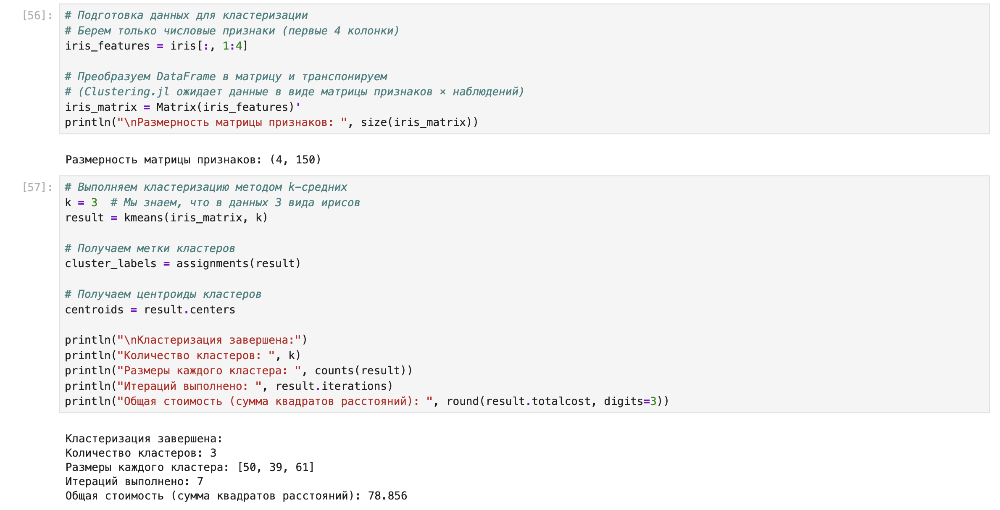 [56]:
# Подготовка данных для кластеризации
# Берем только числовые признаки (первые 4 колонки)
iris_features = iris[:, 1:4]
# Преобразуем DataFrame в матрицу и транспонируем
# (Clustering.jl ожидает данные в виде матрицы признаков × наблюдений)
iris_matrix = Matrix(iris_features)'
println("\nРазмерность матрицы признаков: ", size(iris_matrix))
Размерность матрицы признаков: (4, 150)
[57]:
# Выполняем кластеризацию методом k-средних
k = 3  # Мы знаем, что в данных 3 вида ирисов
result = kmeans(iris_matrix, k)
# Получаем метки кластеров
cluster_labels = assignments(result)
# Получаем центроиды кластеров
centroids = result.centers
println("\nКластеризация завершена:")
println("Количество кластеров: ", k)
println("Размеры каждого кластера: ", counts(result))
println("Итераций выполнено: ", result.iterations)
println("Общая стоимость (сумма квадратов расстояний): ", round(result.totalcost, digits=3))
Кластеризация завершена:
Количество кластеров: 3
Размеры каждого кластера: [50, 39, 61]
Итераций выполнено: 7
Общая стоимость (сумма квадратов расстояний): 78.856